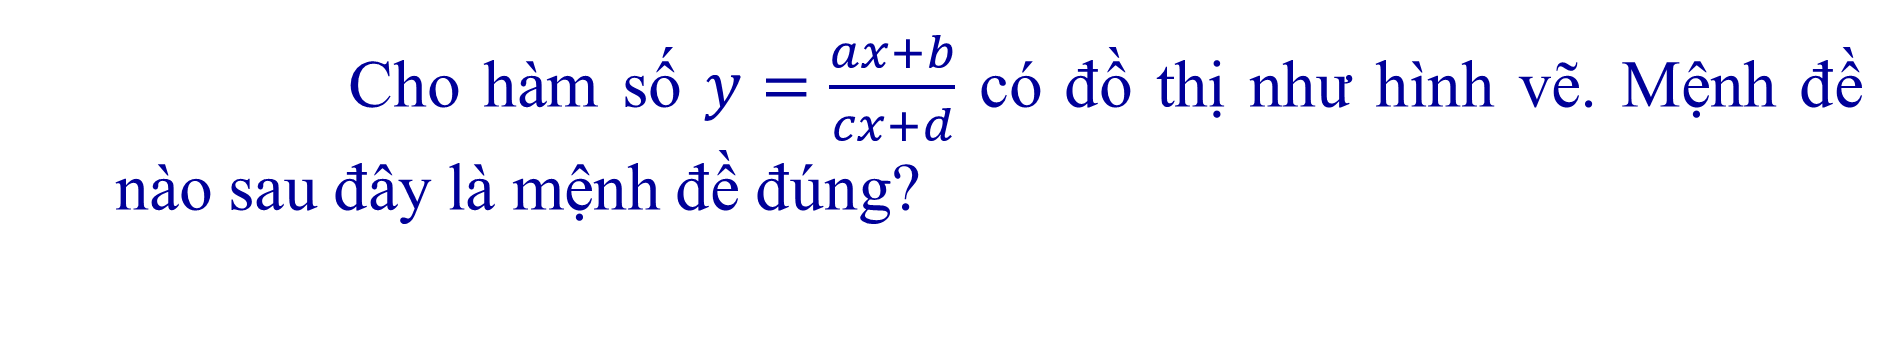 Cho hàm số y = \frac{ax+b}{cx+d} có đồ thị như hình vẽ. Mệnh đề
nào sau đây là mệnh đề đúng?